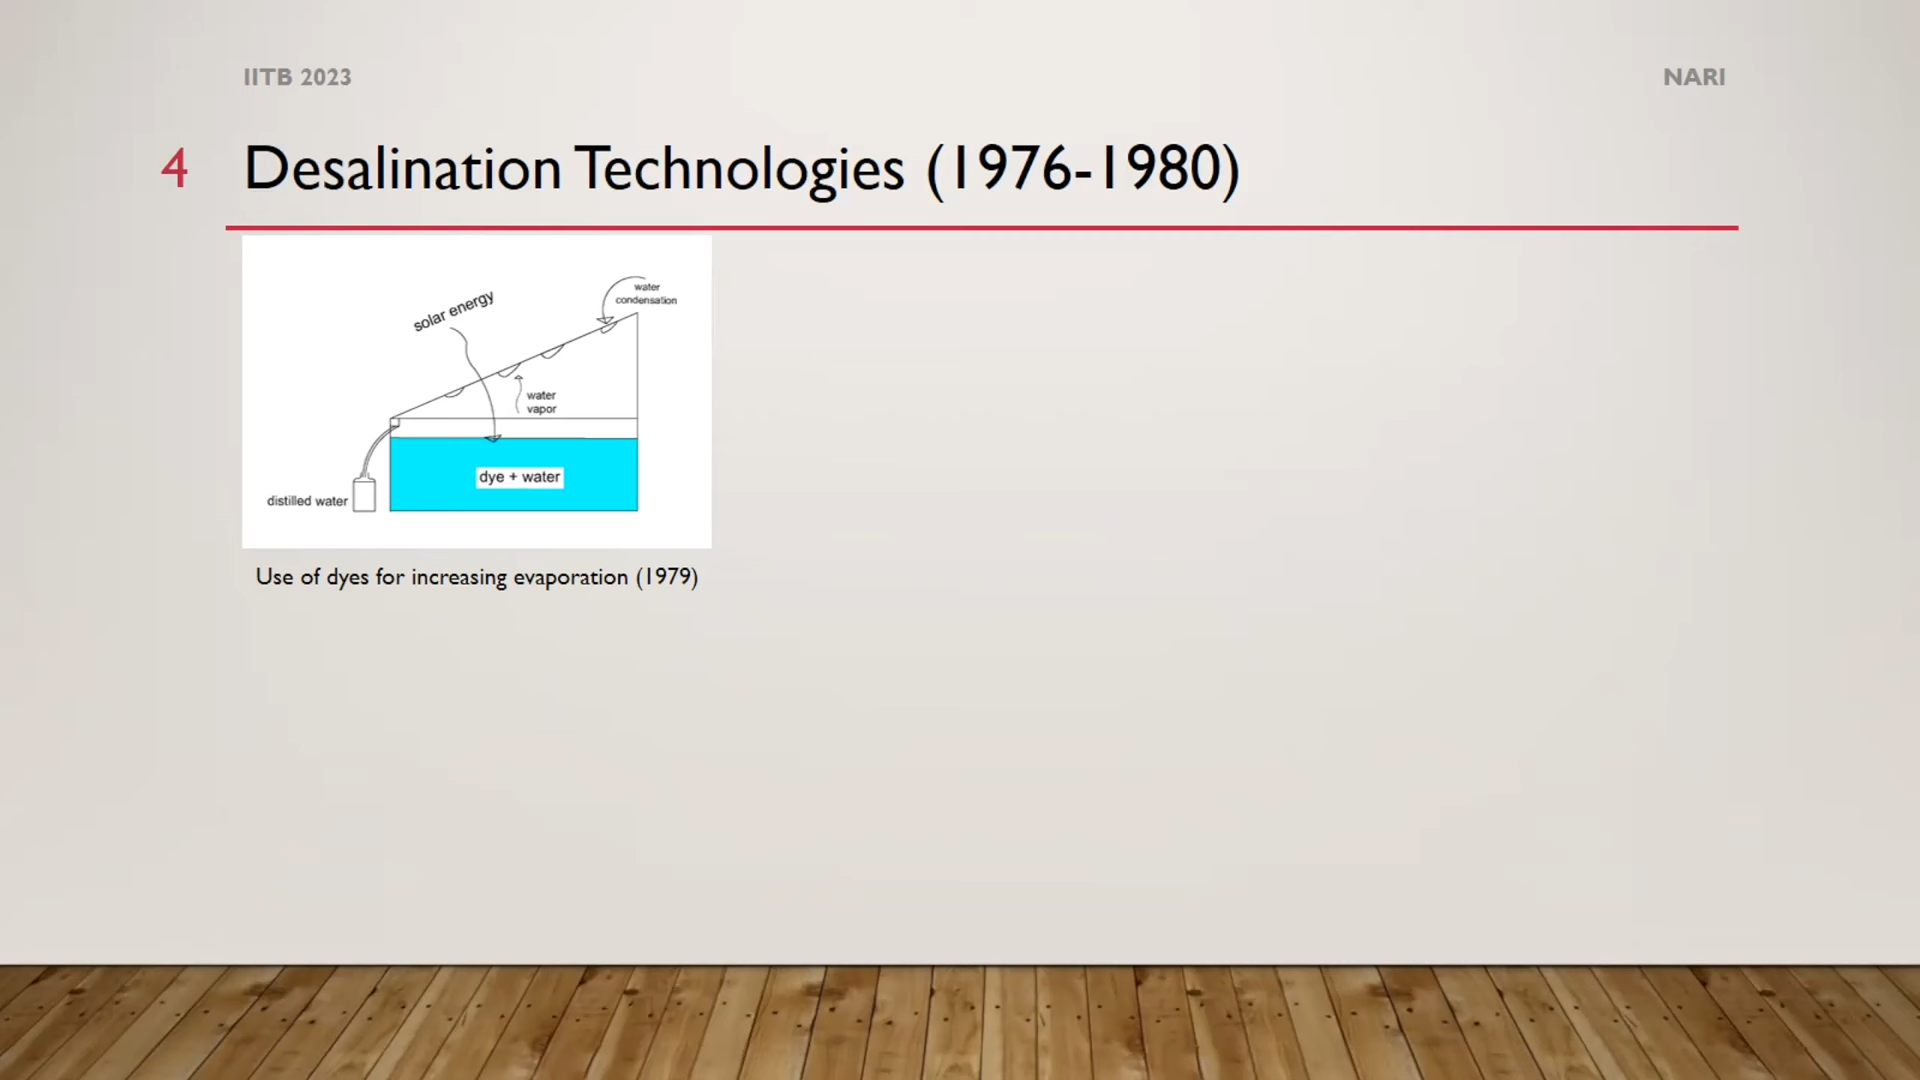 IITB 2023
NARI
4
Desalination Technologies (1976-1980)
solar energy
water
condensation
water
vapor
dye + water
distilled water
Use of dyes for increasing evaporation (1979)